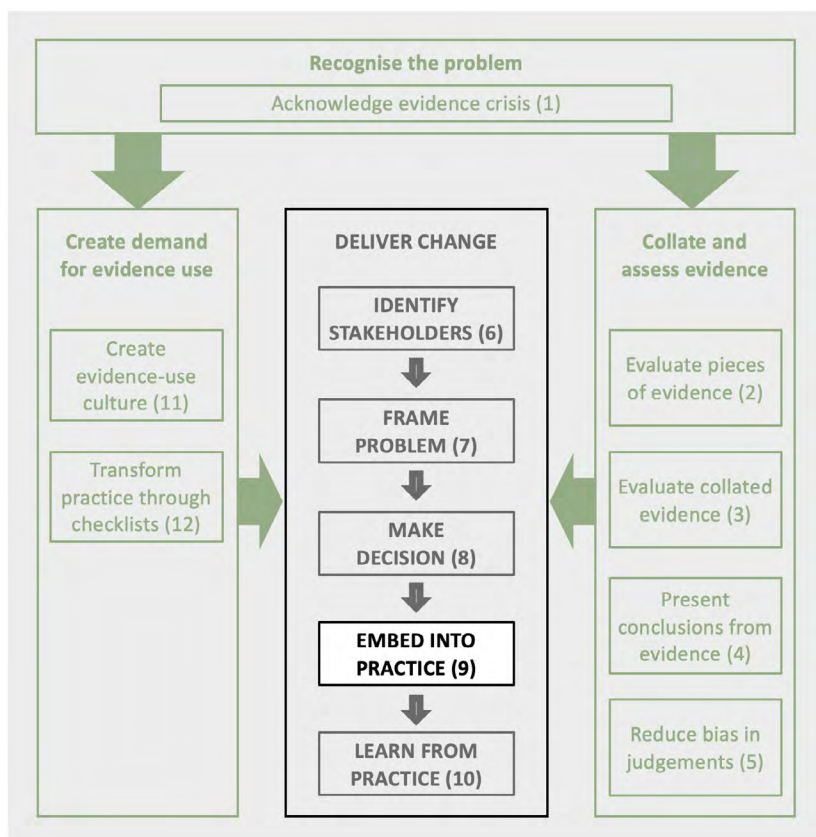 Recognise the problem
Acknowledge evidence crisis (1)
Create demand
for evidence use
Create
evidence-use
culture (11)
Transform
practice through
checklists (12)
DELIVER CHANGE
IDENTIFY
STAKEHOLDERS (6)
FRAME
PROBLEM (7)
MAKE
DECISION (8)
EMBED INTO
PRACTICE (9)
LEARN FROM
PRACTICE (10)
Collate and
assess evidence
Evaluate pieces
of evidence (2)
Evaluate collated
evidence (3)
Present
conclusions from
evidence (4)
Reduce bias in
judgements (5)